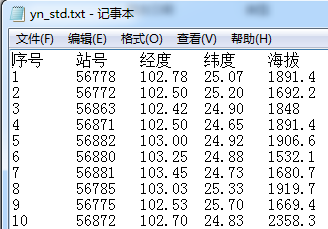 yn_std.txt - 记事本
文件(F) 编辑(E) 格式(O) 查看(V) 帮助(H)
序号 站号 经度 纬度 海拔
1 56778 102.78 25.07 1891.4
2 56772 102.50 25.20 1692.2
3 56863 102.42 24.90 1848
4 56871 102.50 24.65 1891.4
5 56882 103.00 24.92 1906.6
6 56880 103.25 24.88 1532.1
7 56881 103.45 24.73 1680.7
8 56785 103.03 25.33 1919.7
9 56775 102.53 25.70 1669.4
10 56872 102.70 24.83 2358.3